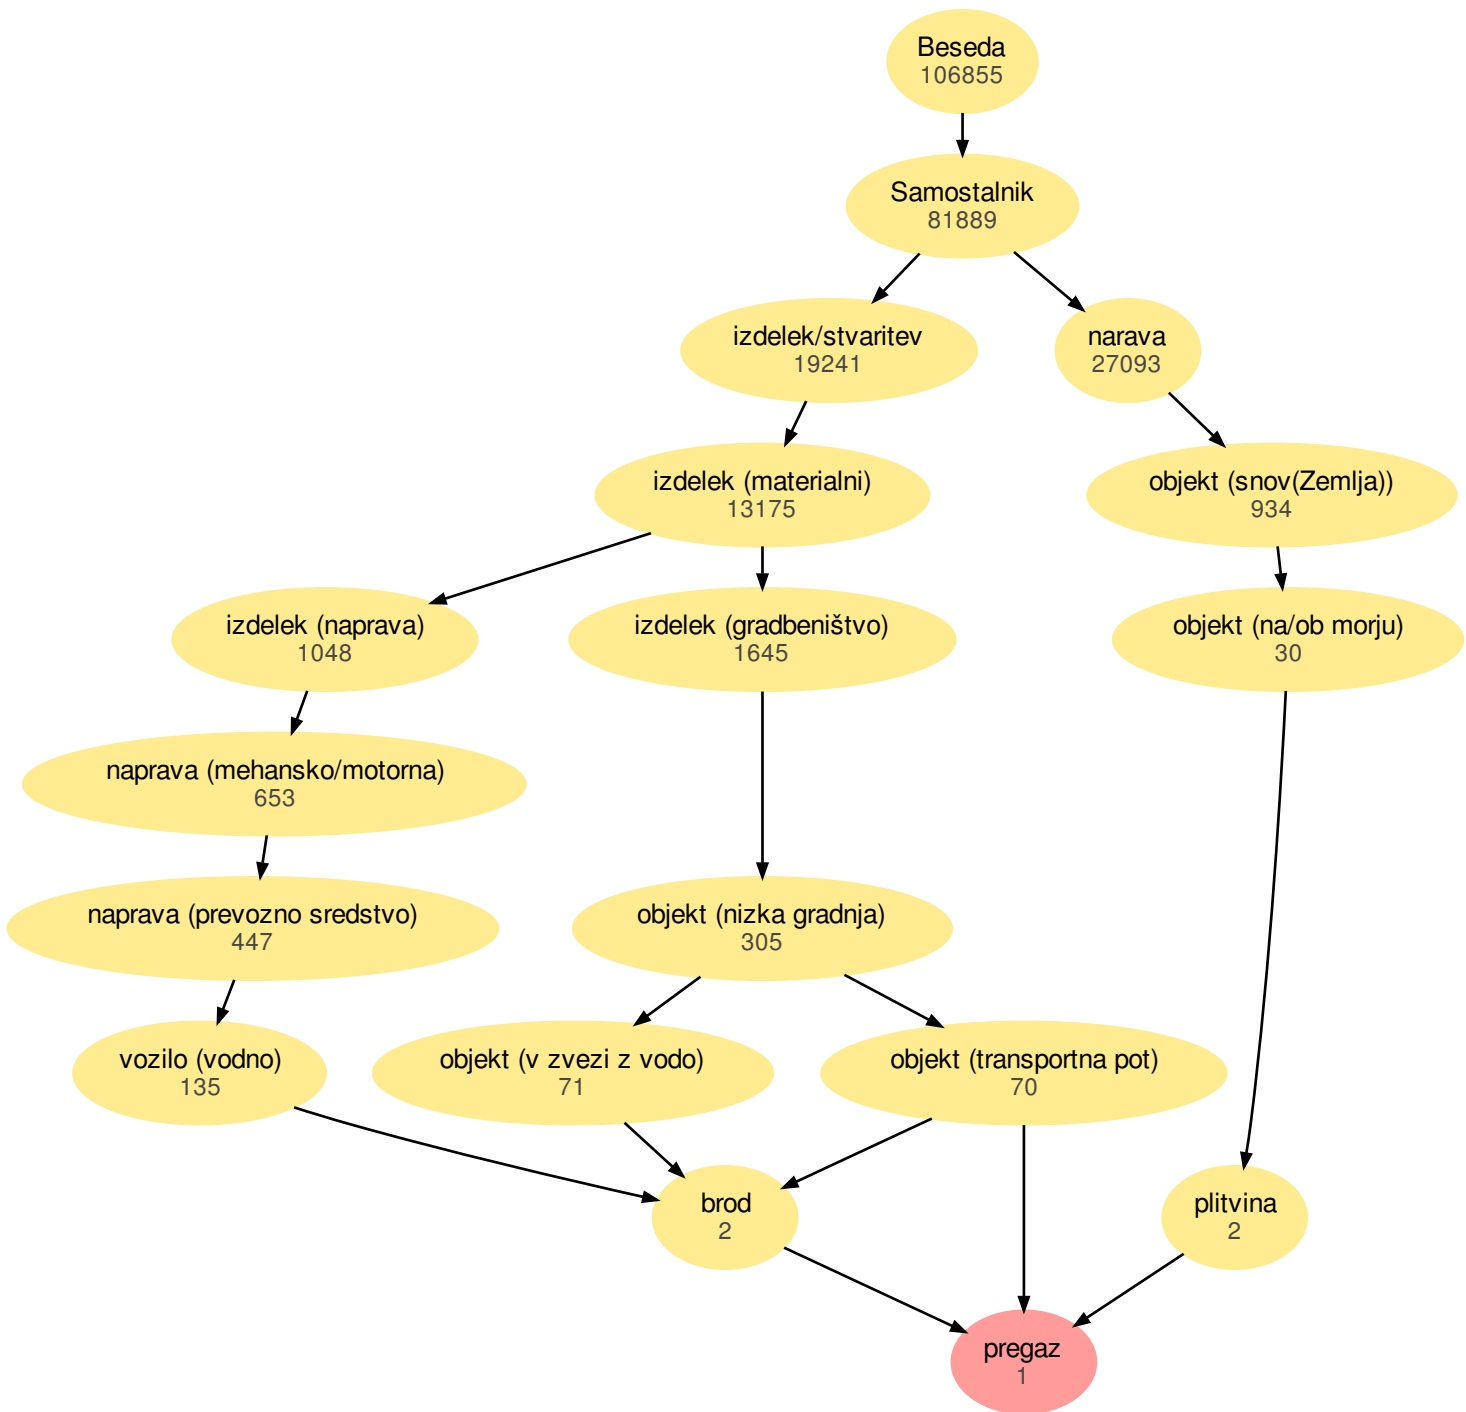 Beseda
106855
Samostalnik
81889
izdelek/stvaritev
19241
narava
27093
izdelek (materialni)
13175
objekt (snov(Zemlja))
934
izdelek (naprava)
1048
izdelek (gradbeništvo)
1645
objekt (na/ob morju)
30
naprava (mehansko/motorna)
653
naprava (prevozno sredstvo)
447
objekt (nizka gradnja)
305
vozilo (vodno)
135
objekt (v zvezi z vodo)
71
objekt (transportna pot)
70
brod
2
plitvina
2
pregaz
1